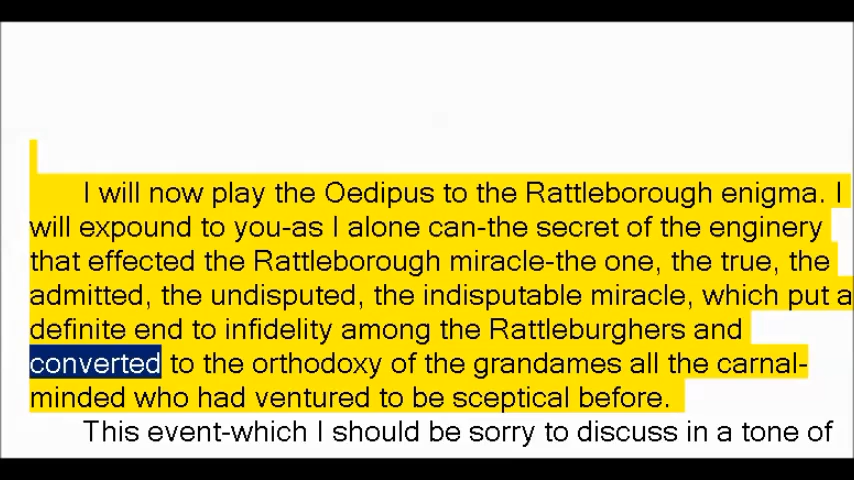 I will now play the Oedipus to the Rattleborough enigma. I
will expound to you-as I alone can-the secret of the enginery
that effected the Rattleborough miracle-the one, the true, the
admitted, the undisputed, the indisputable miracle, which put a
definite end to infidelity among the Rattleburghers and
converted to the orthodoxy of the grandames all the carnal-
minded who had ventured to be sceptical before.
This event-which I should be sorry to discuss in a tone of